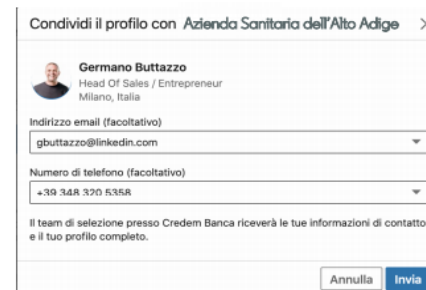 Condividi il profilo con Azienda Sanitaria dell'Alto Adige
Germano Buttazzo
Head Of Sales / Entrepreneur
Milano, Italia
Indirizzo email (facoltativo)
gbuttazzo@linkedin.com
Numero di telefono (facoltativo)
+39 348 320 5358
Il team di selezione presso Credem Banca riceverà le tue informazioni di contatto
e il tuo profilo completo.
Annulla Invia